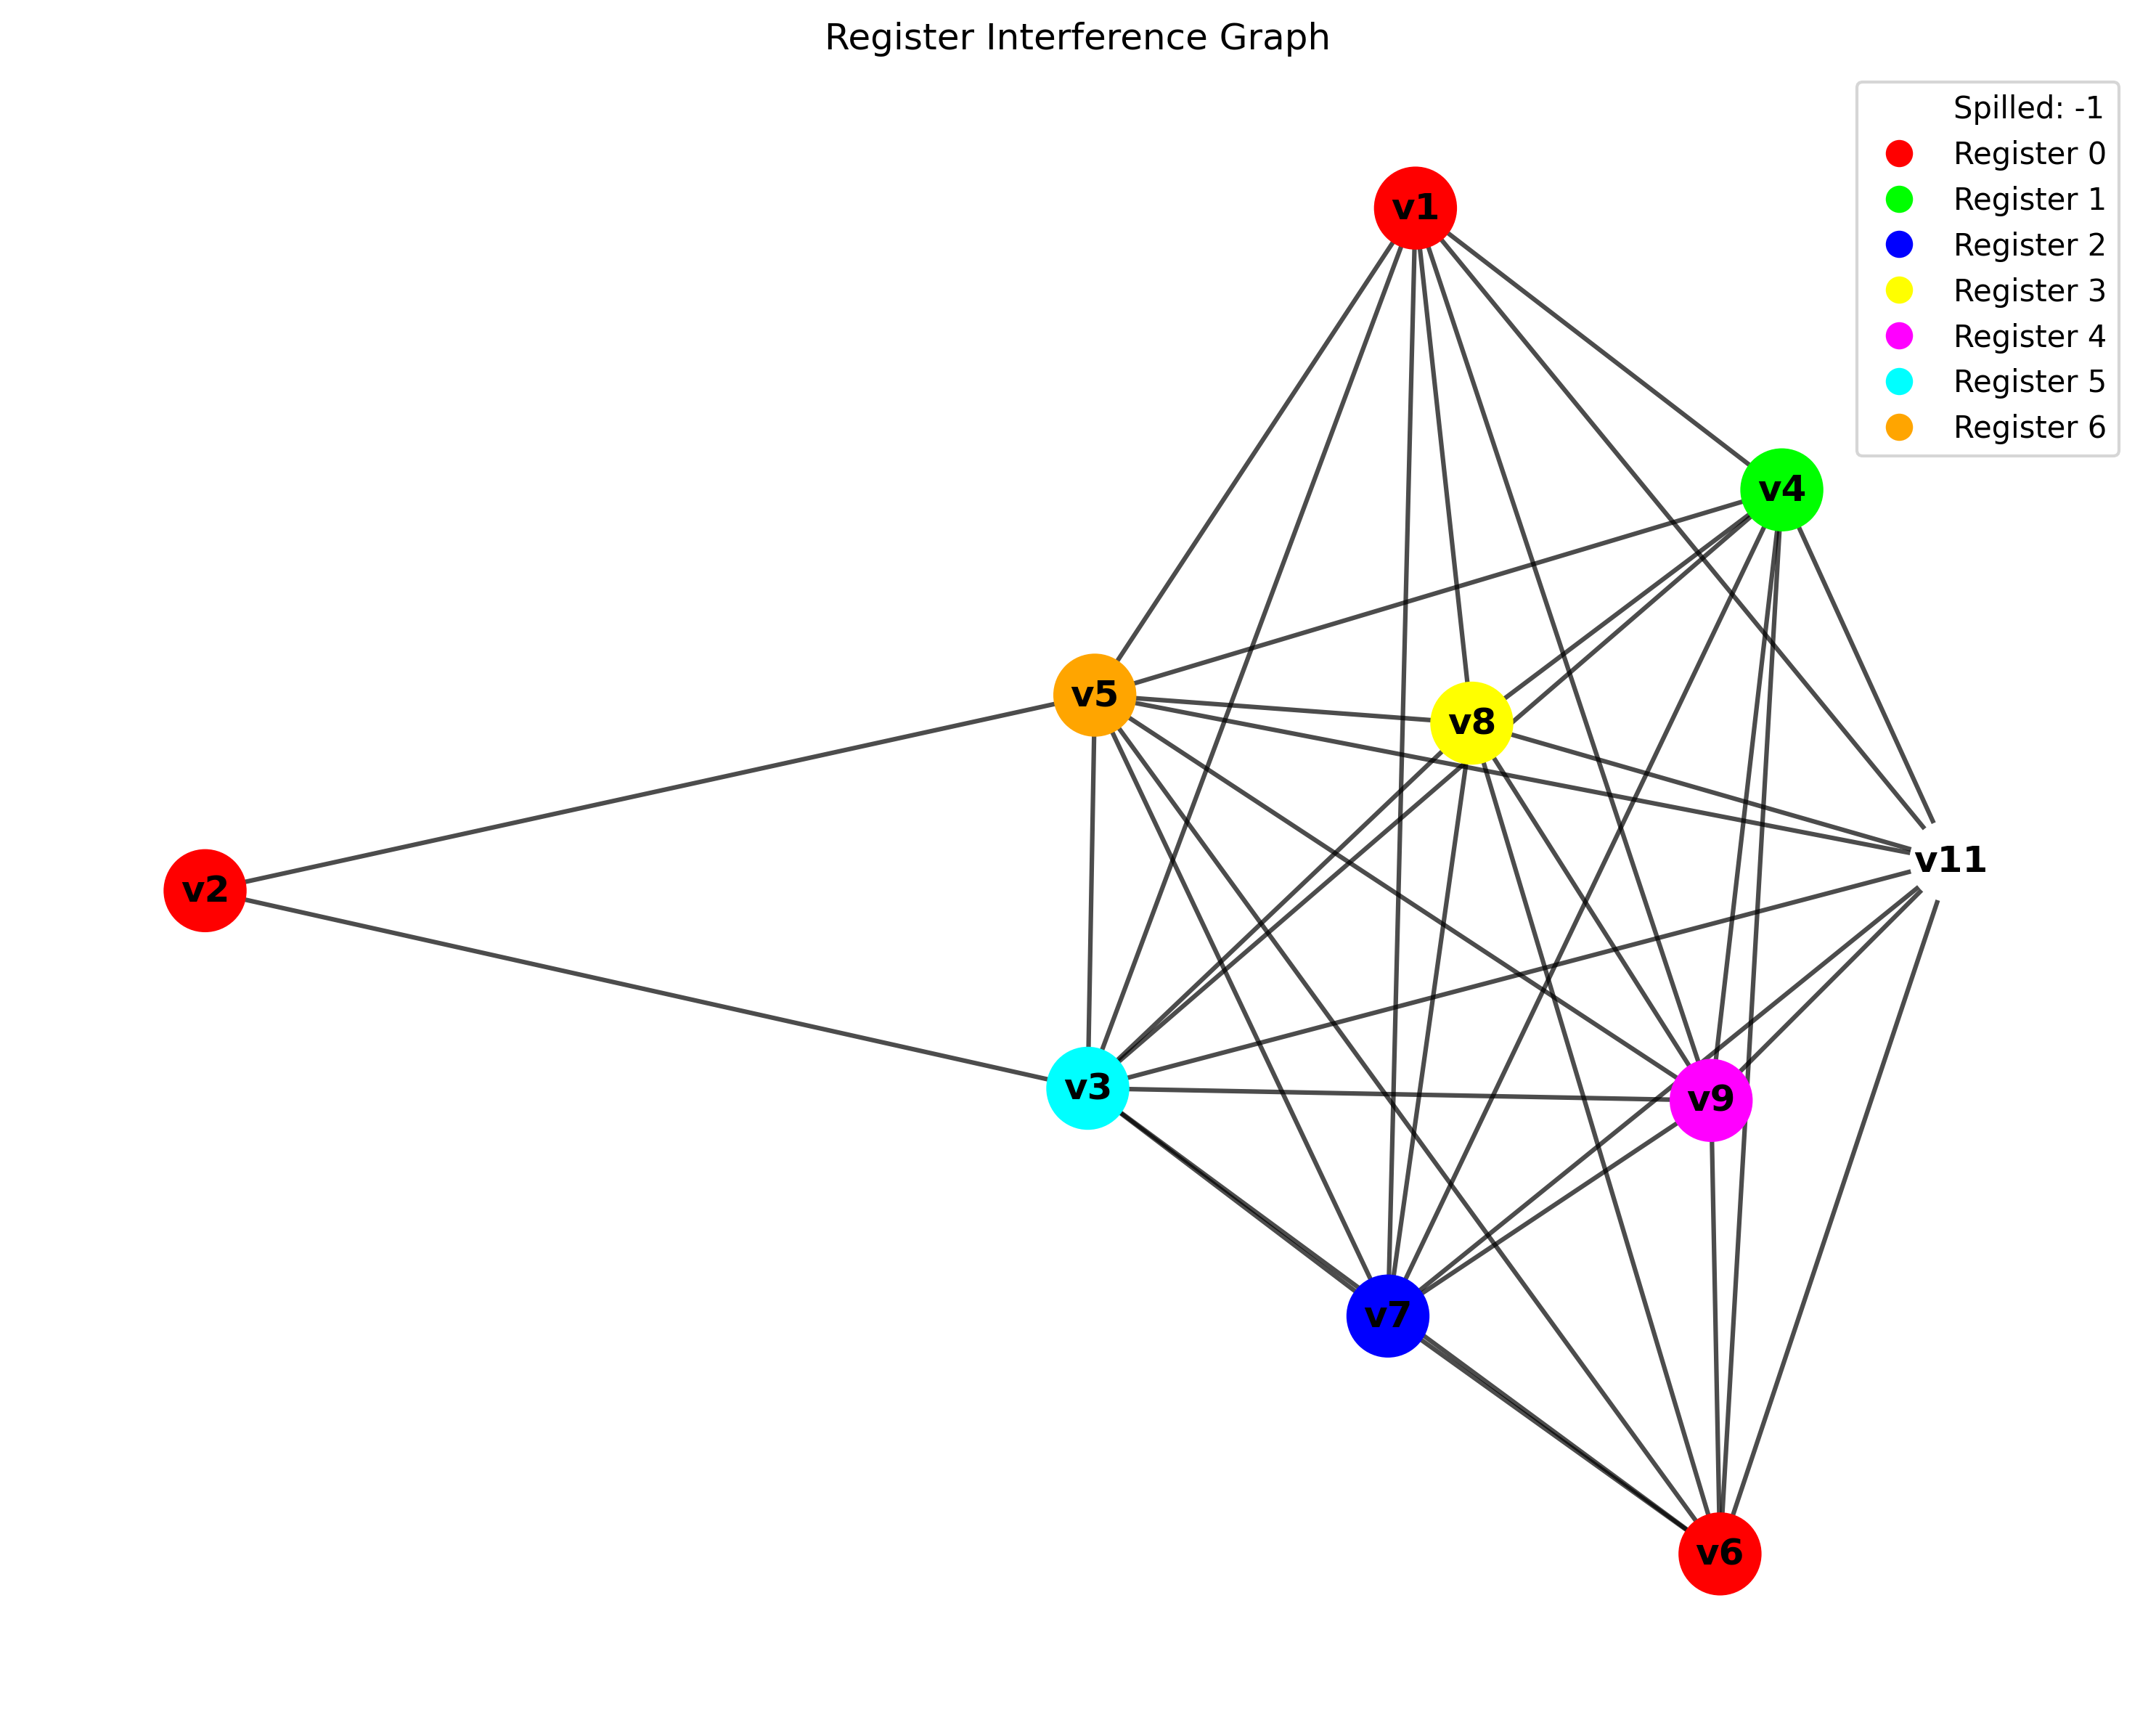 Register Interference Graph
Spilled: -1
Register 0
Register 1
Register 2
Register 3
Register 4
Register 5
Register 6
v1
v4
v5
v8
v11
v2
v3
v9
v7
v6